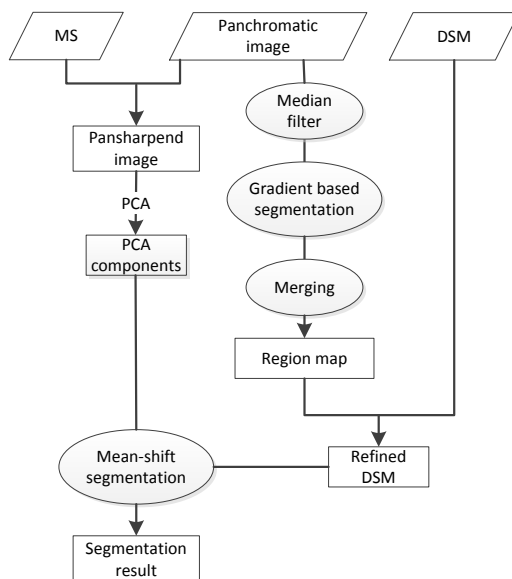 MS
Panchromatic
image
DSM
Median
filter
Pansharpend
image
Gradient based
segmentation
PCA
PCA
components
Merging
Region map
Mean-shift
segmentation
Refined
DSM
Segmentation
result